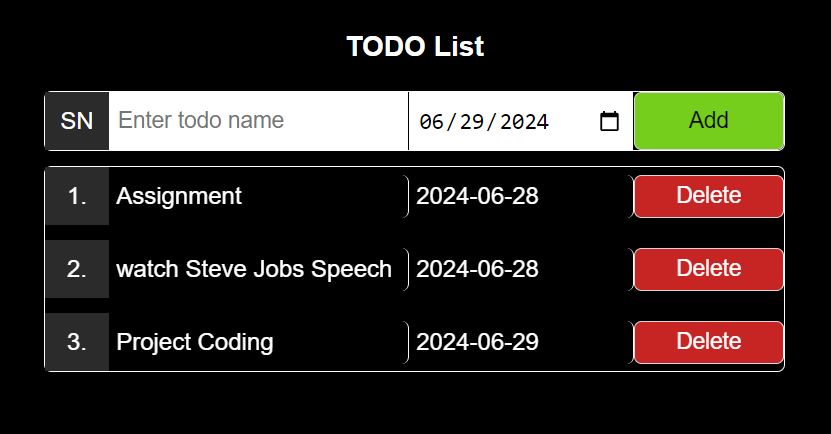 TODO List
SN Enter todo name 06/29/2024 Add
1. Assignment 2024-06-28 Delete
2. watch Steve Jobs Speech 2024-06-28 Delete
3. Project Coding 2024-06-29 Delete